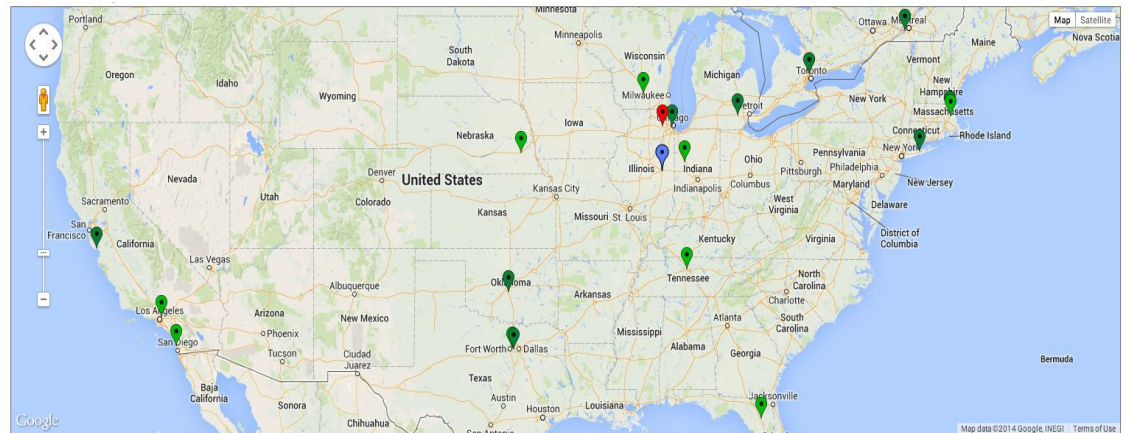 Minnesota
Portland
Ottawa
Montreal
Map
Satellite
Minneapolis
Nova Scotia
Wisconsin
Maine
South
Dakota
Vermont
Oregon
Idaho
Michigan
Toronto
New
Hampshire
Wyoming
Milwaukee
New York
Detroit
Massachusetts
Iowa
Chicago
Nebraska
Connecticut
Rhode Island
Ohio
Pennsylvania
New York
Illinois
Indiana
Pittsburgh
Philadelphia
Nevada
Denver
United States
Indianapolis
Columbus
Maryland
New Jersey
Utah
Colorado
Kansas City
West
Virginia
Delaware
Sacramento
Kansas
Missouri
St. Louis
San
Francisco
California
Kentucky
Virginia
District of
Columbia
Las Vegas
Oklahoma
Tennessee
North
Carolina
Albuquerque
Arkansas
Charlotte
Los Angeles
Arizona
New Mexico
Mississippi
Atlanta
South
Carolina
Phoenix
San Diego
Fort Worth
Dallas
Alabama
Georgia
Tucson
Ciudad
Juarez
Bermuda
Texas
Baja
California
Sonora
Austin
Houston
Louisiana
Jacksonville
Chihuahua
San Antonio
Google
Map data ©2014 Google, INEGI
Terms of Use